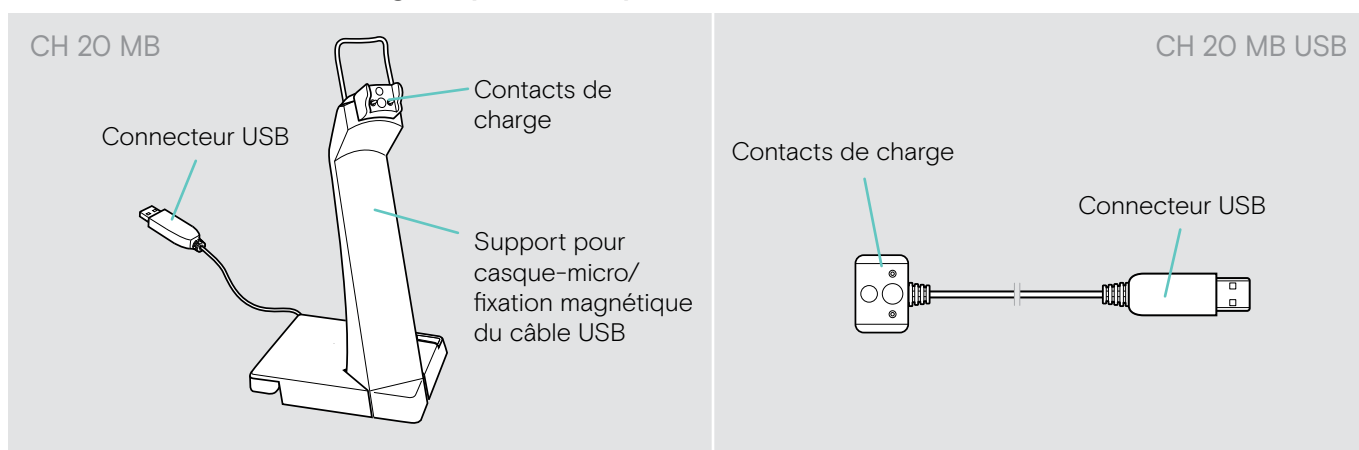 CH 20 MB
Contacts de
charge
Connecteur USB
Support pour
casque-micro/
fixation magnétique
du câble USB
CH 20 MB USB
Contacts de charge
Connecteur USB